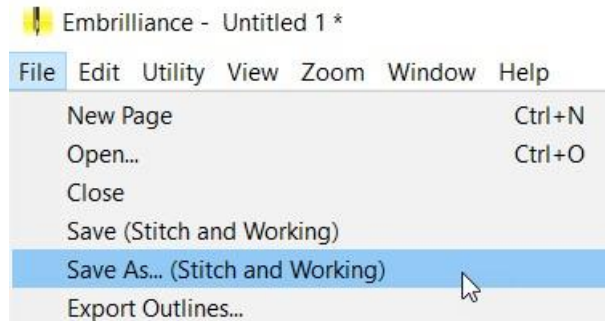 Embrilliance - Untitled 1 *
File Edit Utility View Zoom Window Help
New Page Ctrl+N
Open... Ctrl+O
Close
Save (Stitch and Working)
Save As... (Stitch and Working)
Export Outlines...